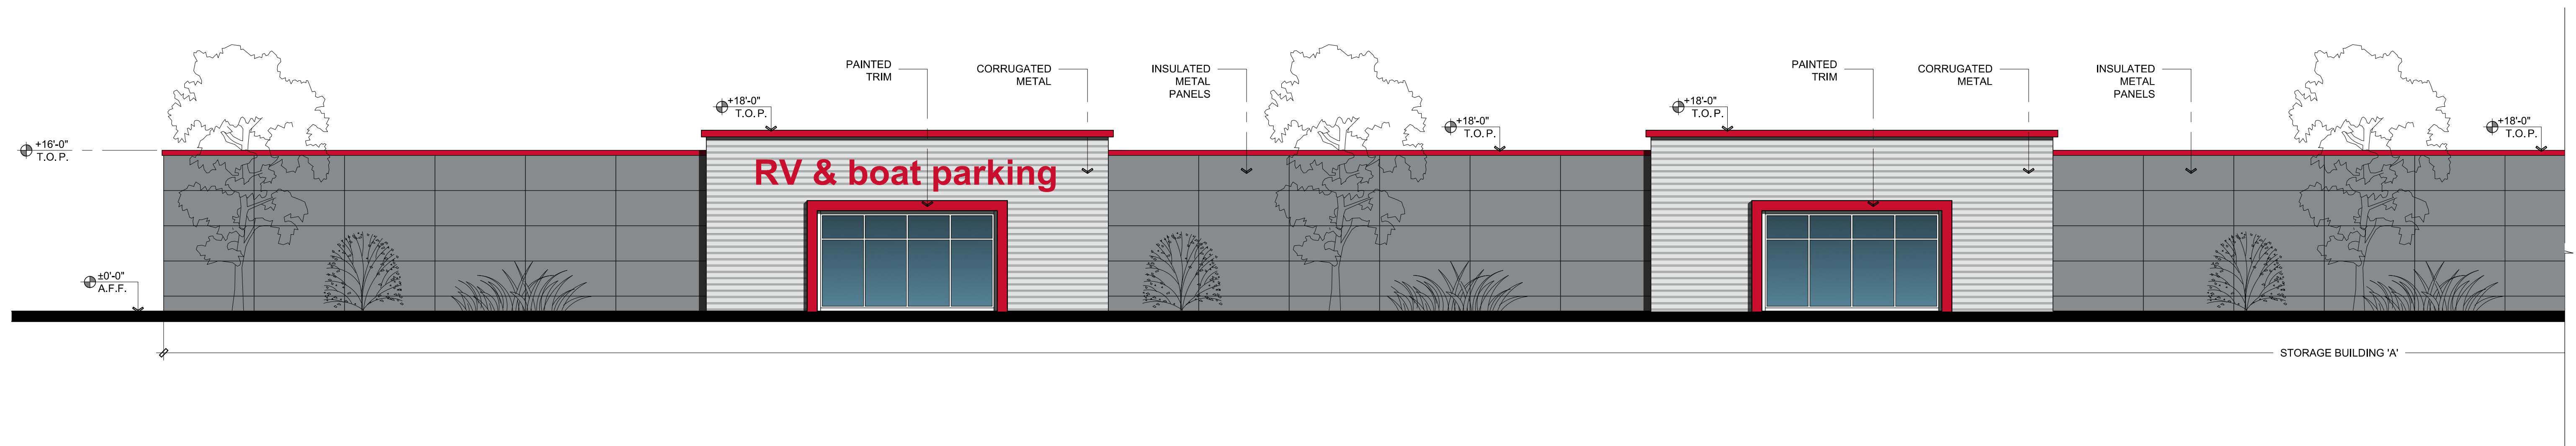 PAINTED
TRIM
CORRUGATED
METAL
INSULATED
METAL
PANELS
PAINTED
TRIM
CORRUGATED
METAL
INSULATED
METAL
PANELS
+18'-0"
T.O.P.
+18'-0"
T.O.P.
+18'-0"
T.O.P.
+18'-0"
T.O.P.
+16'-0"
T.O.P.
RV & boat parking
±0'-0"
A.F.F.
STORAGE BUILDING 'A'